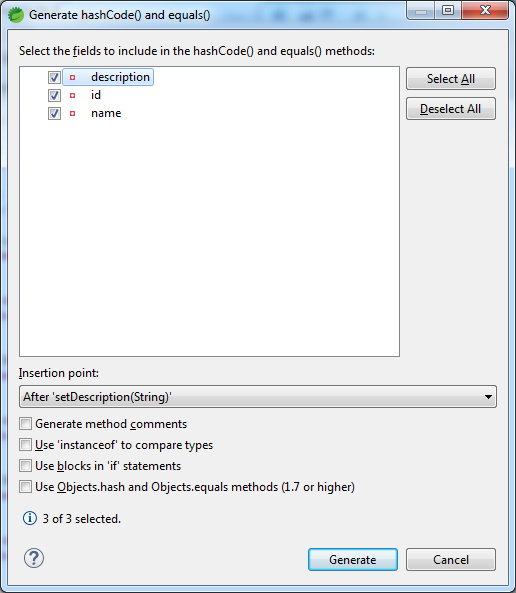 Generate hashCode() and equals()
Select the fields to include in the hashCode() and equals() methods:
description
id
name
Select All
Deselect All
Insertion point:
After 'setDescription(String)'
Generate method comments
Use 'instanceof' to compare types
Use blocks in 'if' statements
Use Objects.hash and Objects.equals methods (1.7 or higher)
3 of 3 selected.
Generate
Cancel